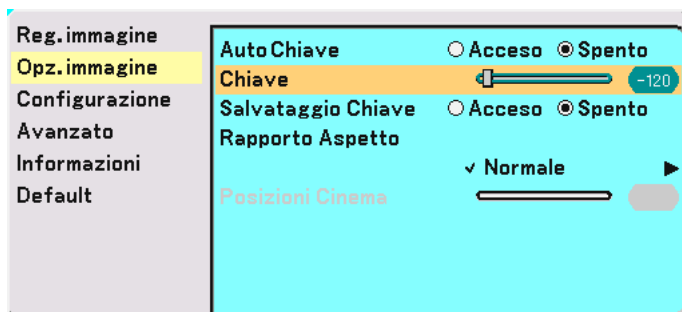 Reg.immagine
Opz.immagine
Configurazione
Avanzato
Informazioni
Default
Auto Chiave Acceso Spento
Chiave -120
Salvataggio Chiave Acceso Spento
Rapporto Aspetto
✓ Normale ▶
Posizioni Cinema